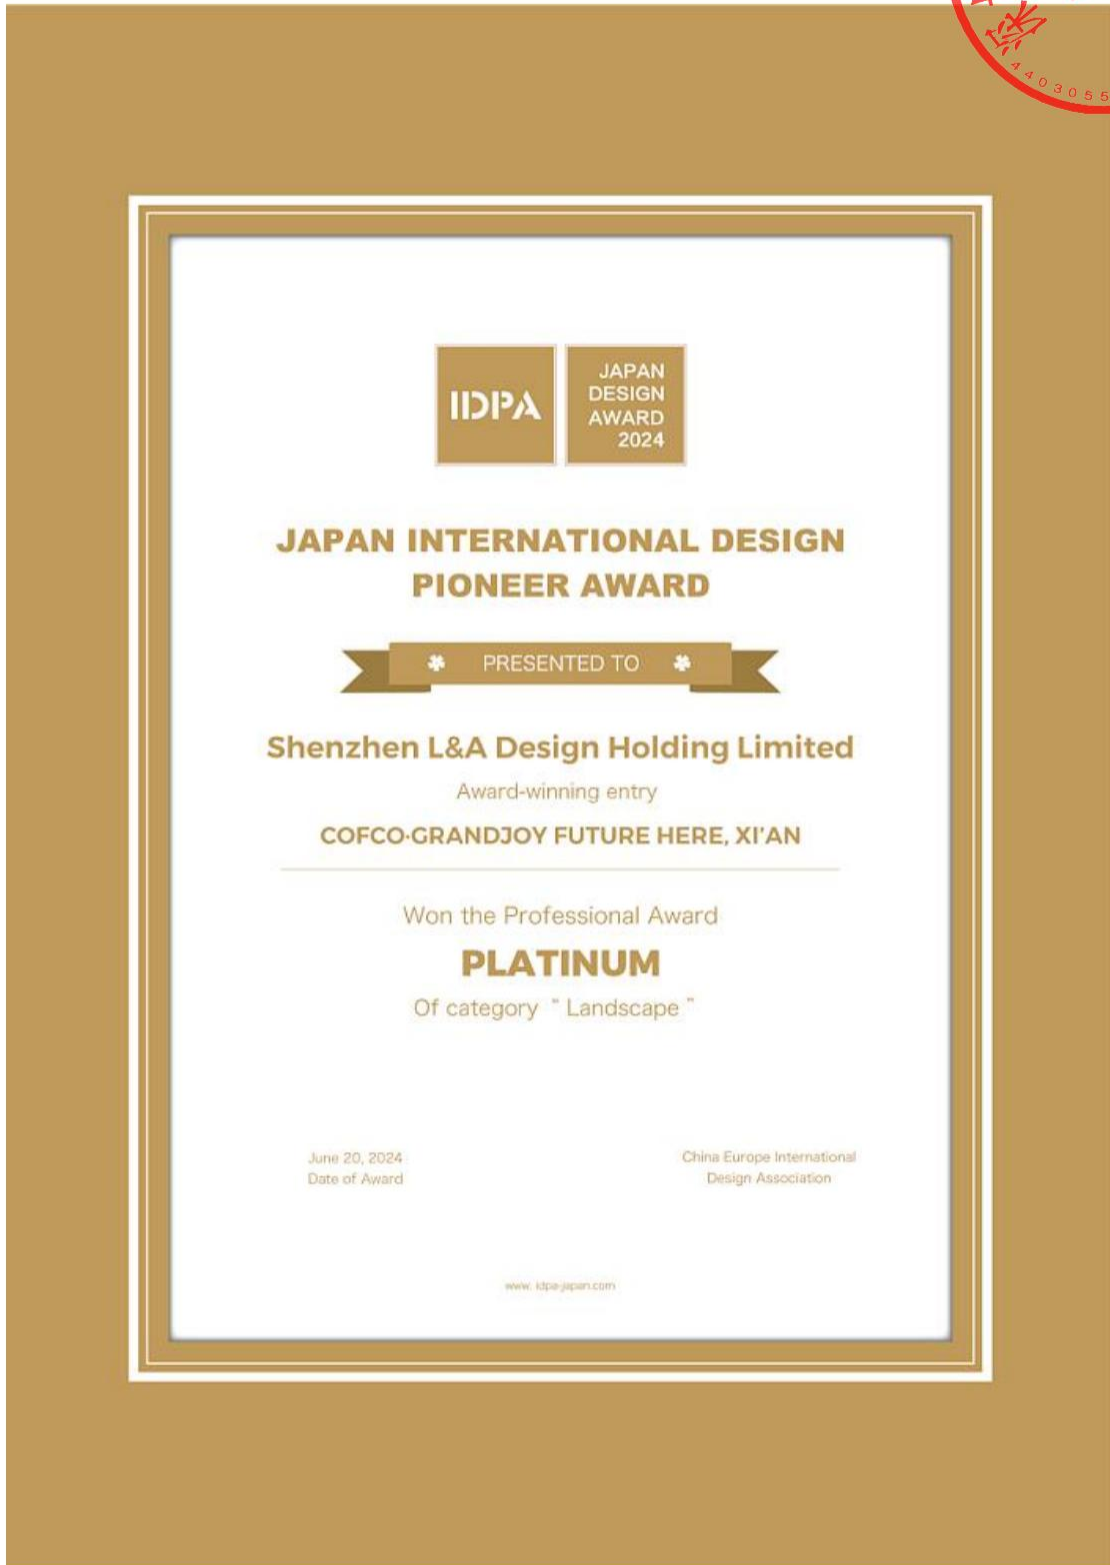 4403055
IDPA
JAPAN
DESIGN
AWARD
2024
JAPAN INTERNATIONAL DESIGN
PIONEER AWARD
PRESENTED TO
Shenzhen L&A Design Holding Limited
Award-winning entry
COFCO·GRANDJOY FUTURE HERE, XI'AN
Won the Professional Award
PLATINUM
Of category " Landscape "
June 20, 2024
Date of Award
China Europe International
Design Association
www. idpa-japan.com